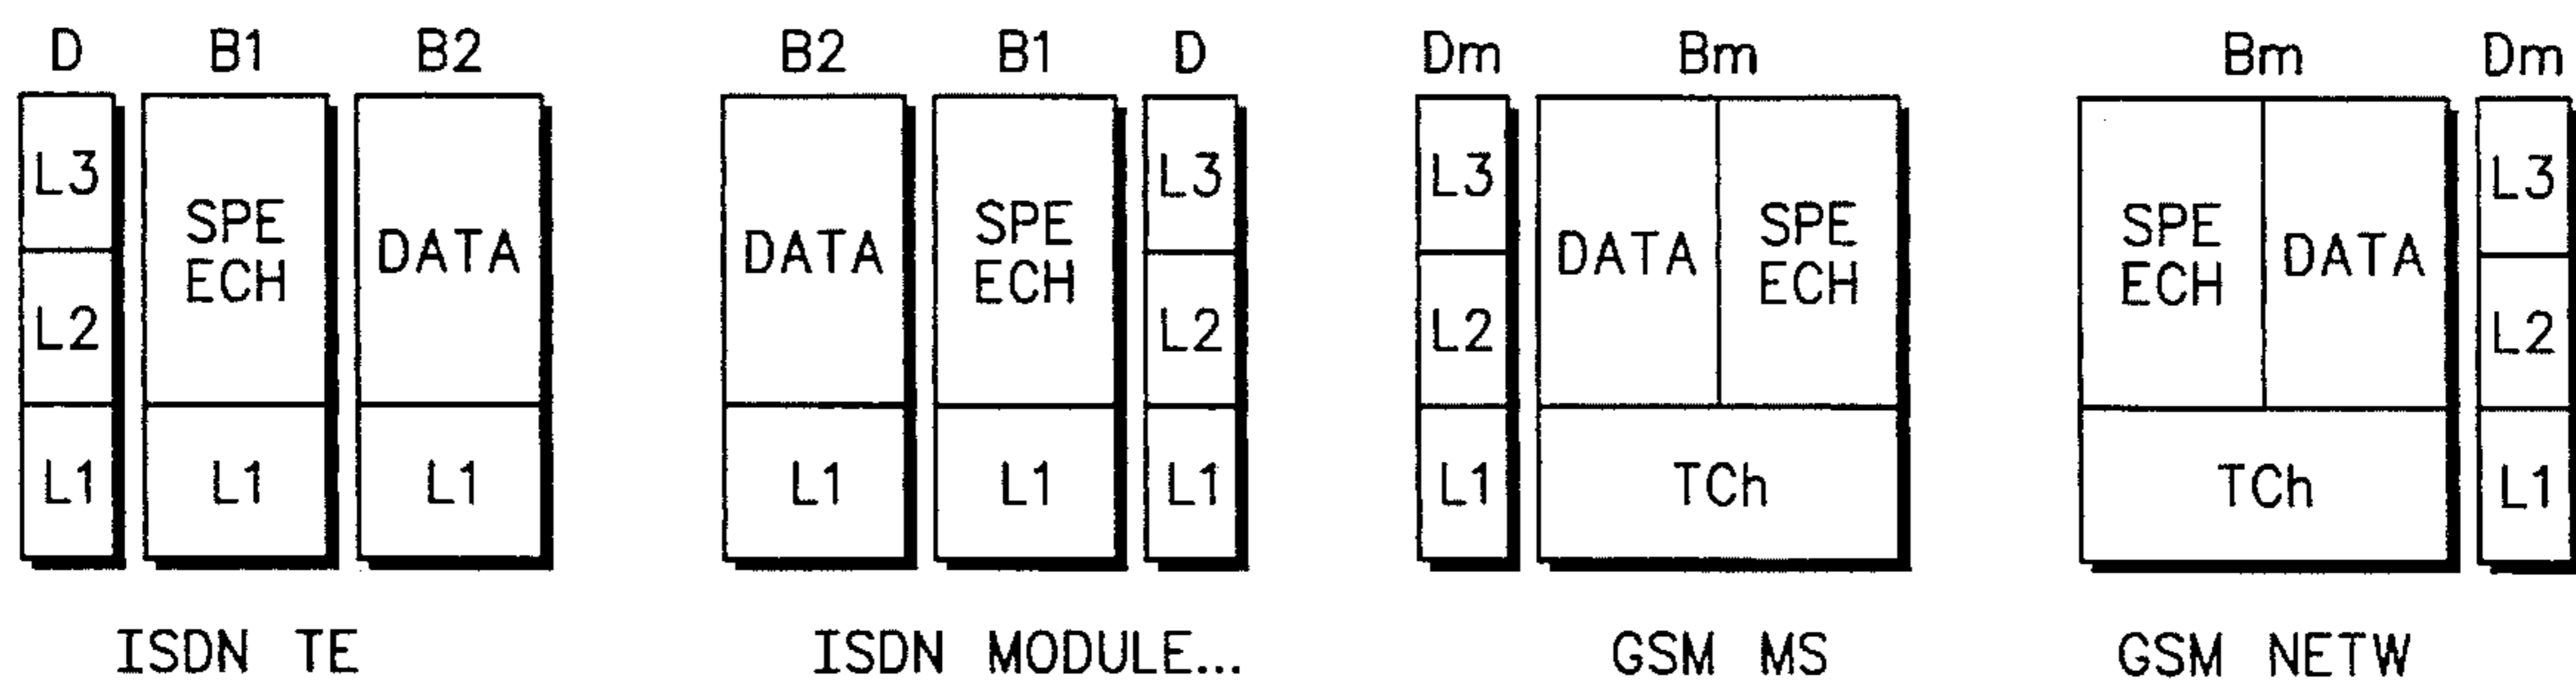 D B1 B2 B2 B1 D Dm Bm Bm Dm
L3 SPE DATA DATA SPE L3 L3 DATA SPE SPE DATA L3
ECH ECH ECH ECH
L2 L2 L2 L2
L1 L1 L1 L1 L1 L1 L1 TCh TCh L1
ISDN TE ISDN MODULE... GSM MS GSM NETW